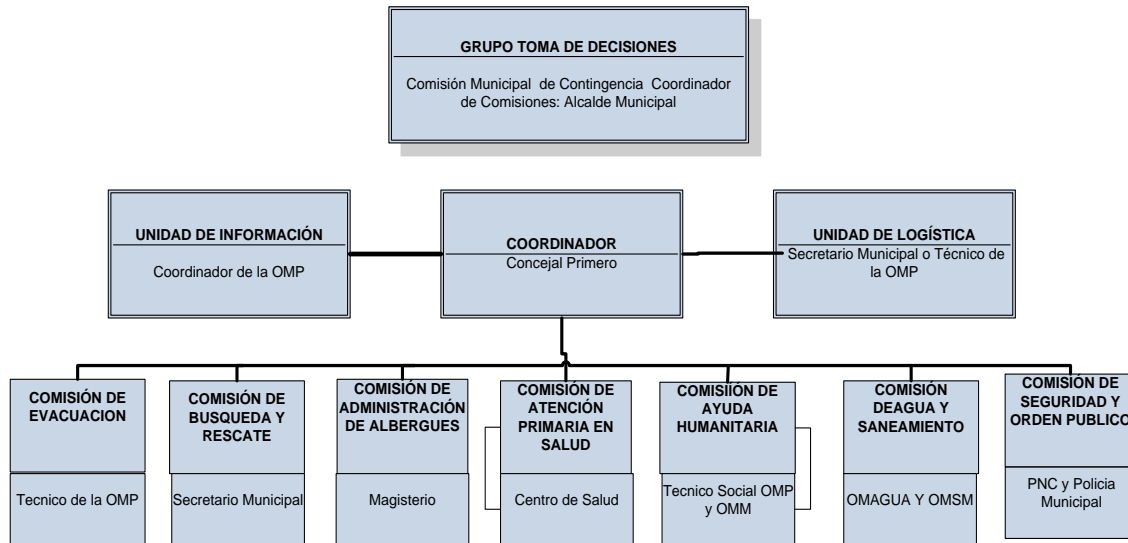 GRUPO TOMA DE DECISIONES
Comisión Municipal de Contingencia Coordinador
de Comisiones: Alcalde Municipal
UNIDAD DE INFORMACIÓN
Coordinador de la OMP
COORDINADOR
Concejal Primero
UNIDAD DE LOGÍSTICA
Secretario Municipal o Técnico de
la OMP
COMISIÓN DE
EVACUACION
Tecnico de la OMP
COMISIÓN DE
BUSQUEDA Y
RESCATE
Secretario Municipal
COMISIÓN DE
ADMINISTRACIÓN
DE ALBERGUES
Magisterio
COMISIÓN DE
ATENCIÓN
PRIMARIA EN
SALUD
Centro de Salud
COMISIÓN DE
AYUDA
HUMANITARIA
Tecnico Social OMP
y OMM
COMISIÓN
DEAGUA Y
SANEAMIENTO
OMAGUA Y OMSM
COMISIÓN DE
SEGURIDAD Y
ORDEN PUBLICO
PNC y Policia
Municipal